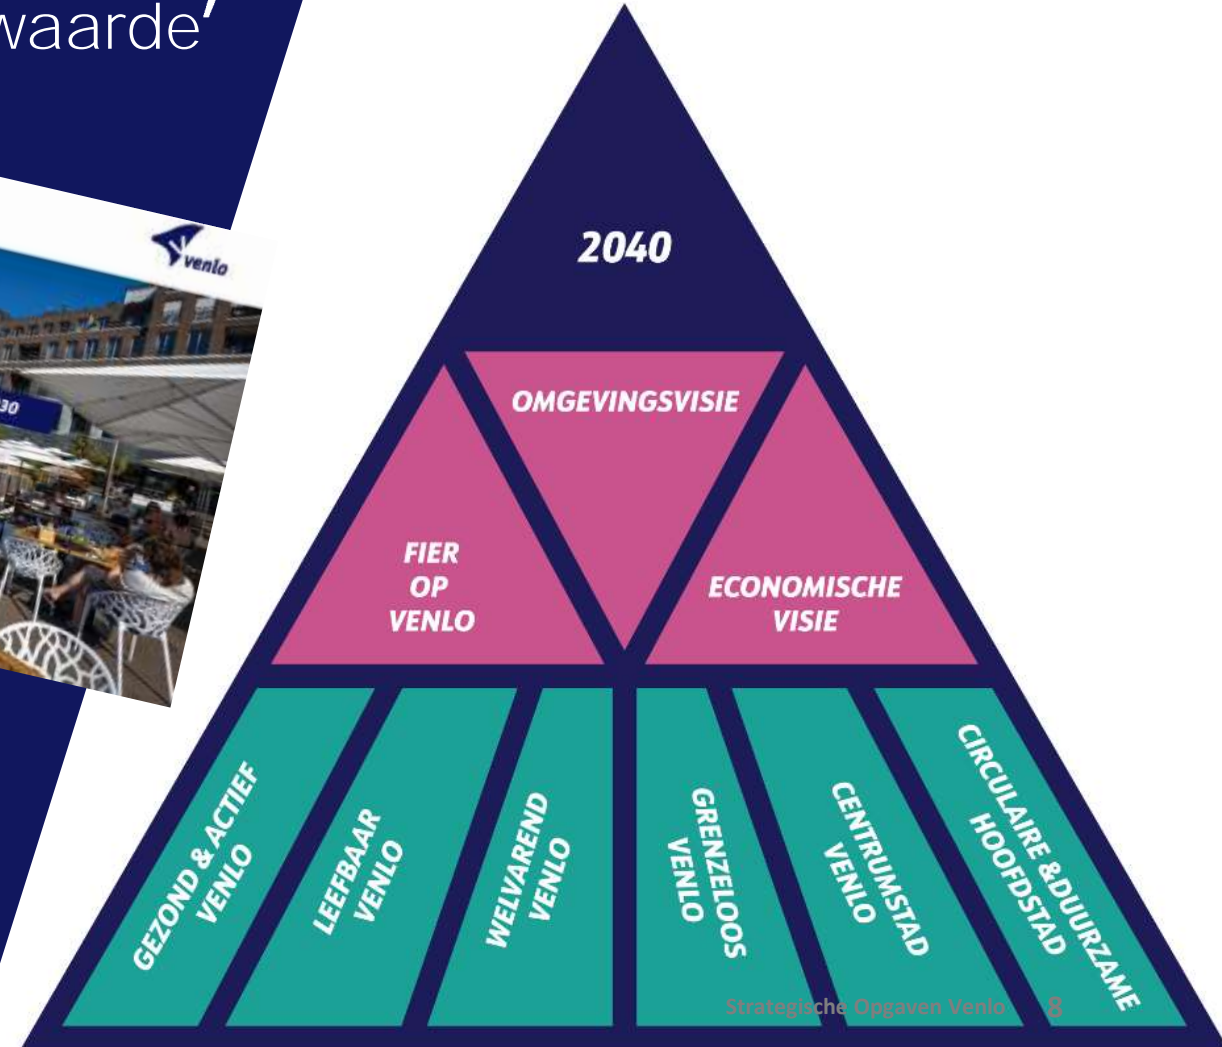 waarde’
venlo
30
2040
OMGEVINGSVISIE
FIER
OP
VENLO
ECONOMISCHE
VISIE
GEZOND & ACTIEF
VENLO
LEEFBAAR
VENLO
WELVAREND
VENLO
GRENZELOOS
VENLO
CENTRUMSTAD
VENLO
CIRCULAIRE &DUURZAME
HOOFDSTAD
Strategische Opgaven Venlo 8